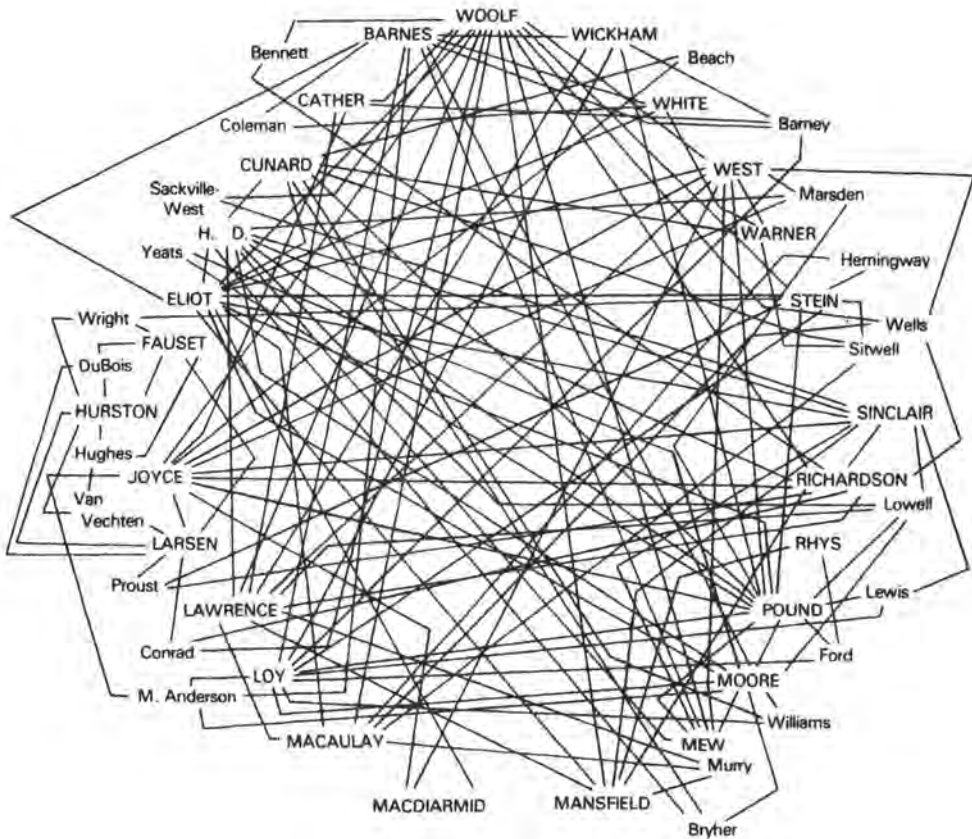 WOOLF
BARNES
WICKHAM
Bennett
Beach
CATHER
WHITE
Coleman
Barney
CUNARD
WEST
Sackville-
West
Marsden
H. D.
WARNER
Yeats
Hemingway
ELIOT
STEIN
Wright
Wells
FAUSET
Sitwell
DuBois
HURSTON
SINCLAIR
Hughes
JOYCE
RICHARDSON
Van
Vechten
Lowell
LARSEN
RHYS
Proust
Lewis
LAWRENCE
POUND
Conrad
Ford
LOY
MOORE
M. Anderson
Williams
MACAULAY
MEW
Murry
MACDIARMID
MANSFIELD
Bryher